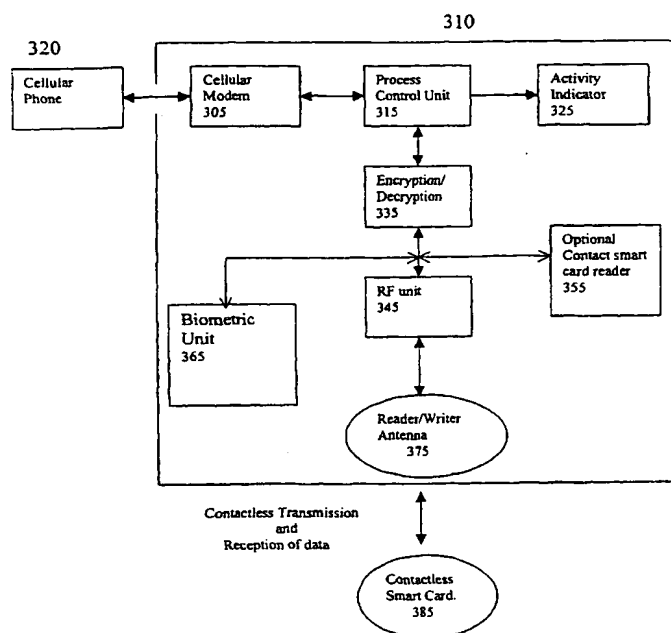 310
320
Cellular
Phone
Cellular
Modem
305
Process
Control Unit
315
Activity
Indicator
325
Encryption/
Decryption
335
Optional
Contact smart
card reader
355
RF unit
345
Biometric
Unit
365
Reader/Writer
Antenna
375
Contactless Transmission
and
Reception of data
Contactless
Smart Card.
385